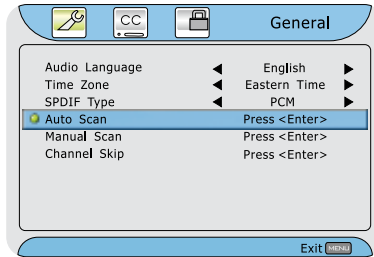 CC
General
Audio Language English
Time Zone Eastern Time
SPDIF Type PCM
Auto Scan Press <Enter>
Manual Scan Press <Enter>
Channel Skip Press <Enter>
Exit MENU